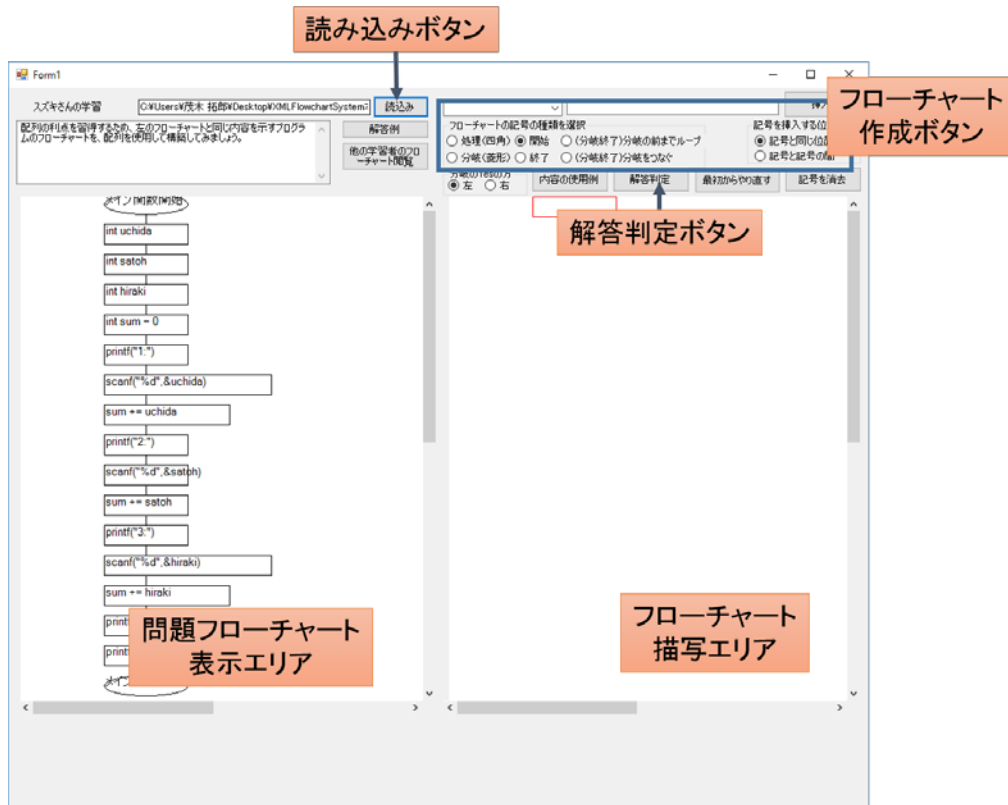 読み込みボタン
Form1
スズキさんの学習
C:¥Users¥茂木 拓郎¥Desktop¥XMLFlowchartSystem
読込み
配列の利点を習得するため、左のフローチャートと同じ内容を示すプログラ
ムのフローチャートを、配列を使用して構築してみましょう。
解答例
他の学習者のフロ
ーチャート閲覧
フローチャート
作成ボタン
フローチャートの記号の種類を選択
処理(四角) 開始 (分岐終了)分岐の前までループ
分岐(菱形) 終了 (分岐終了)分岐をつなぐ
記号を挿入する位
記号と同じ位
記号と記号の間
分岐のYesの方
左 右
内容の使用例
解答判定
最初からやり直す
記号を消去
解答判定ボタン
メイン関数開始
int uchida
int satoh
int hiraki
int sum = 0
printf("1:")
scanf("%d",&uchida)
sum += uchida
printf("2:")
scanf("%d",&satoh)
sum += satoh
printf("3:")
scanf("%d",&hiraki)
sum += hiraki
print
print
メイン
問題フローチャート
表示エリア
フローチャート
描写エリア